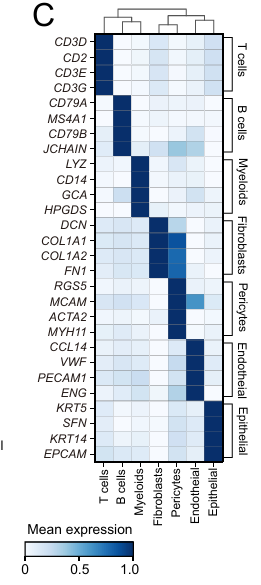 C
CD3D
CD2
CD3E
CD3G
T cells
CD79A
MS4A1
CD79B
JCHAIN
B cells
LYZ
CD14
GCA
HPGDS
Myeloids
DCN
COL1A1
COL1A2
FN1
Fibroblasts
RGS5
MCAM
ACTA2
MYH11
Pericytes
CCL14
VWF
PECAM1
ENG
Endotheial
KRT5
SFN
KRT14
EPCAM
Epithelial
T cells
B cells
Myeloids
Fibroblasts
Pericytes
Endotheial
Epithelial
Mean expression
0 0.5 1.0